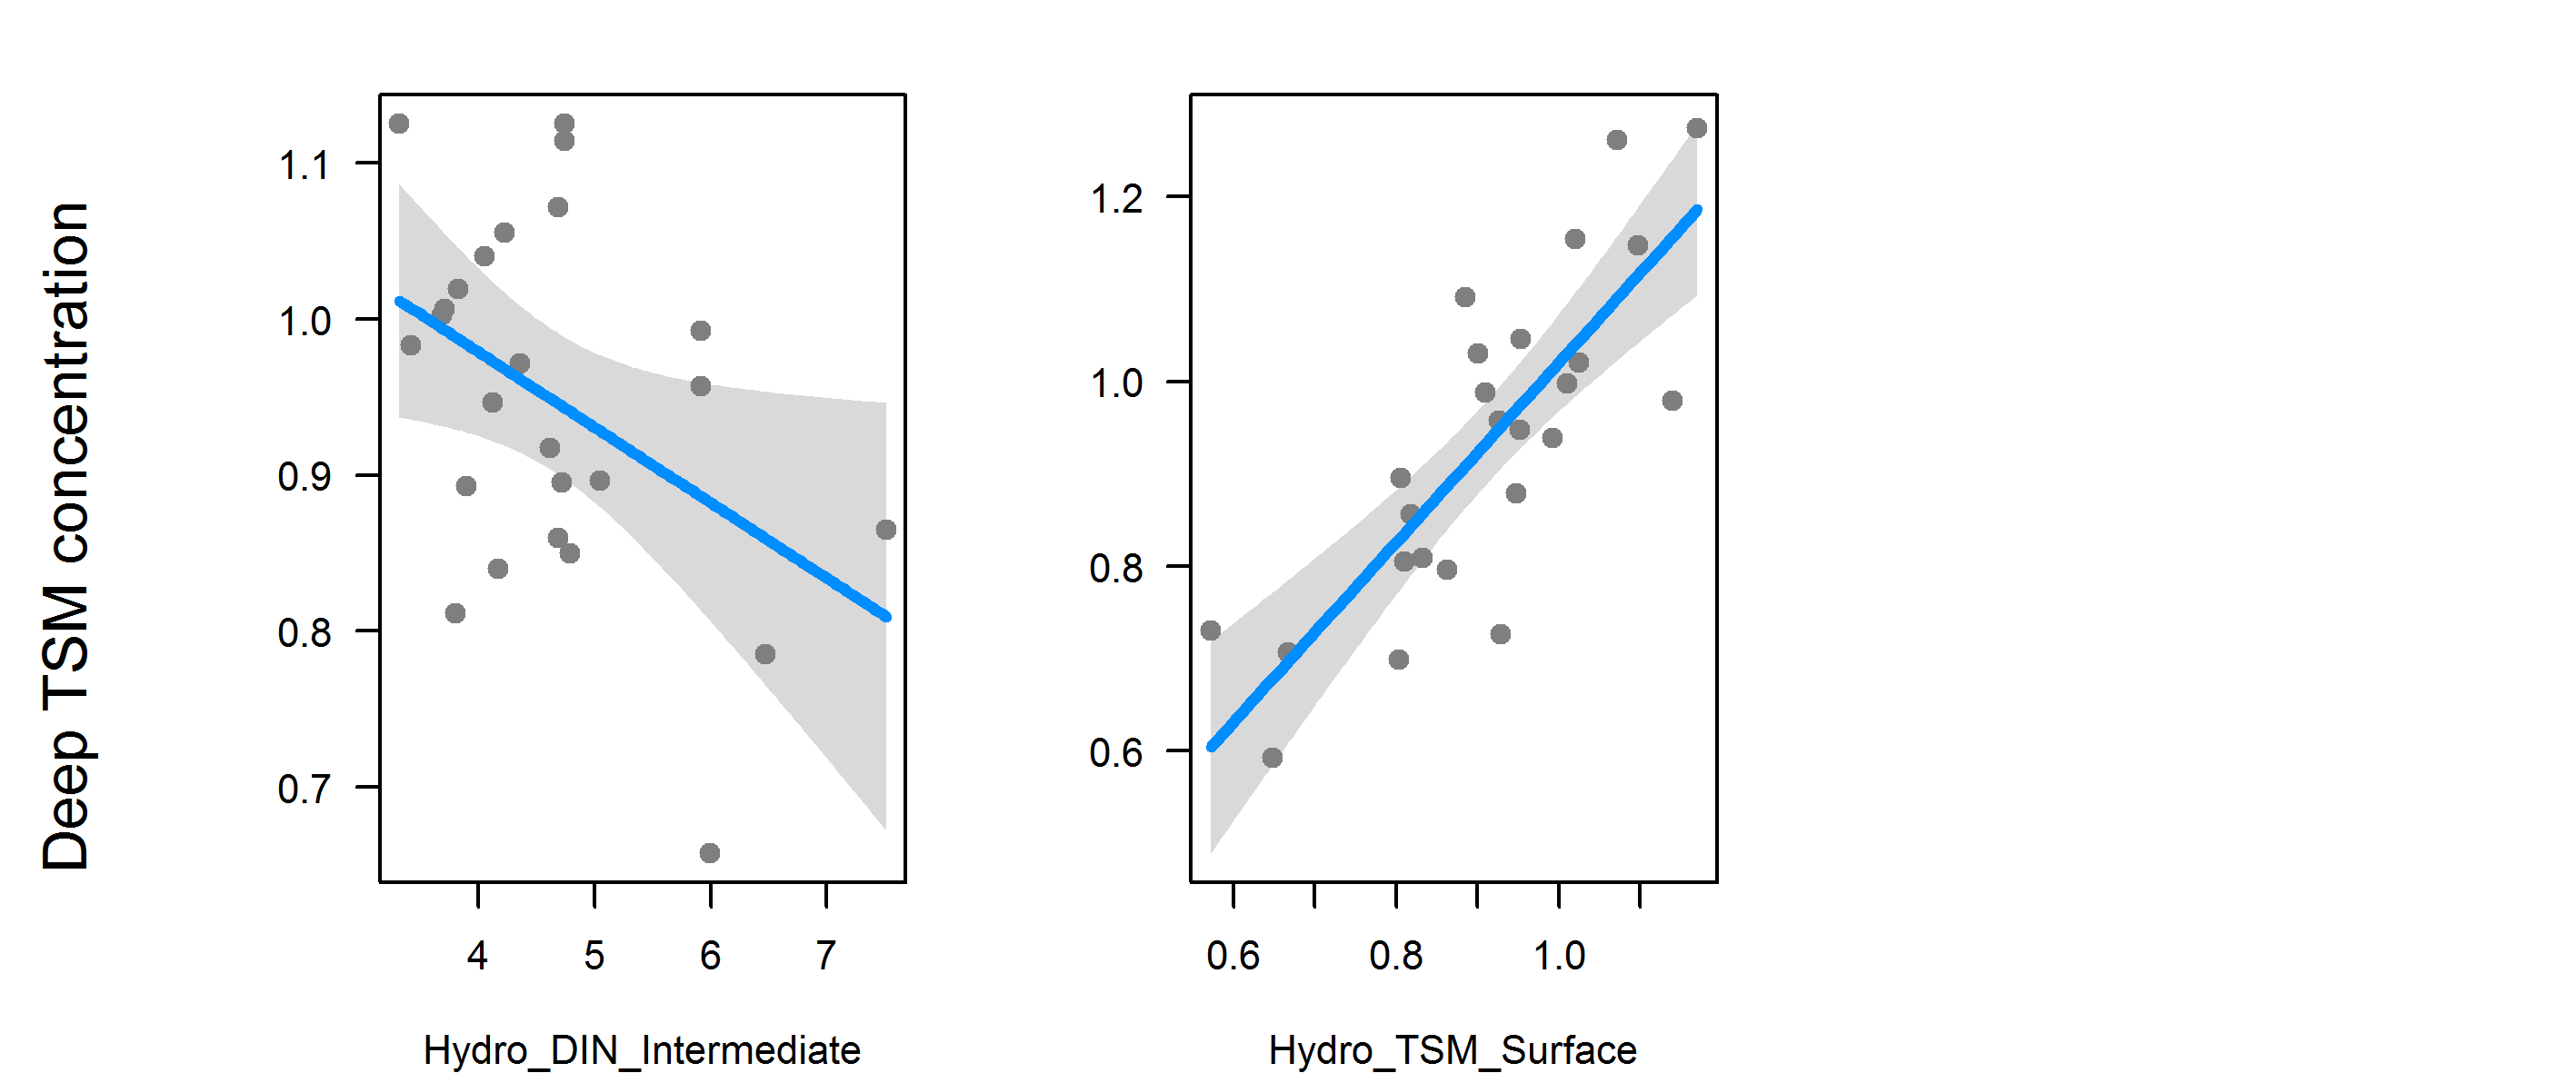 Deep TSM concentration
1.1
1.0
0.9
0.8
0.7
4 5 6 7
Hydro_DIN_Intermediate
1.2
1.0
0.8
0.6
0.6 0.8 1.0
Hydro_TSM_Surface